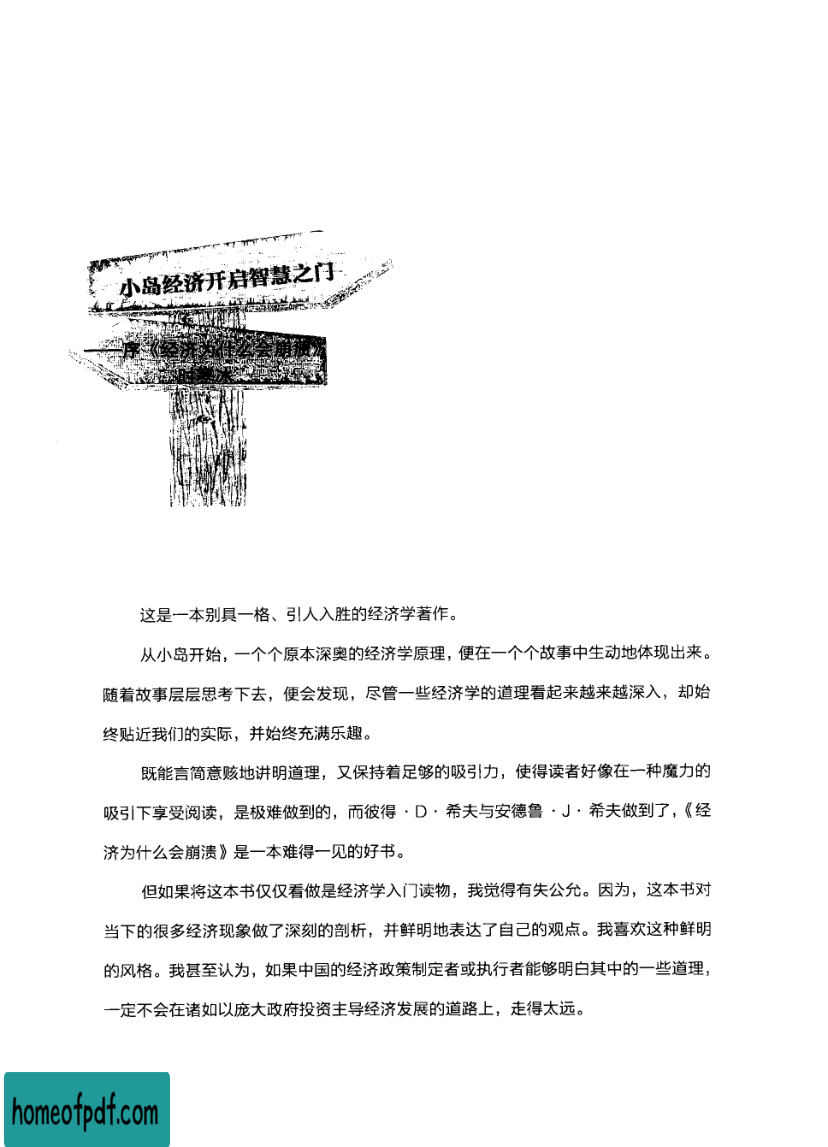 小岛经济开启智慧之门
——序《经济为什么会崩溃》
时寒冰
这是一本别具一格、引人入胜的经济学著作。
从小岛开始，一个个原本深奥的经济学原理，便在一个个故事中生动地体现出来。
随着故事层层思考下去，便会发现，尽管一些经济学的道理看起来越来越深入，却始
终贴近我们的实际，并始终充满乐趣。
既能言简意赅地讲明道理，又保持着足够的吸引力，使得读者好像在一种魔力的
吸引下享受阅读，是极难做到的，而彼得·D·希夫与安德鲁·J·希夫做到了，《经
济为什么会崩溃》是一本难得一见的好书。
但如果将这本书仅仅看做是经济学入门读物，我觉得有失公允。因为，这本书对
当下的很多经济现象做了深刻的剖析，并鲜明地表达了自己的观点。我喜欢这种鲜明
的风格。我甚至认为，如果中国的经济政策制定者或执行者能够明白其中的一些道理，
一定不会在诸如以庞大政府投资主导经济发展的道路上，走得太远。
homeofpdf.com